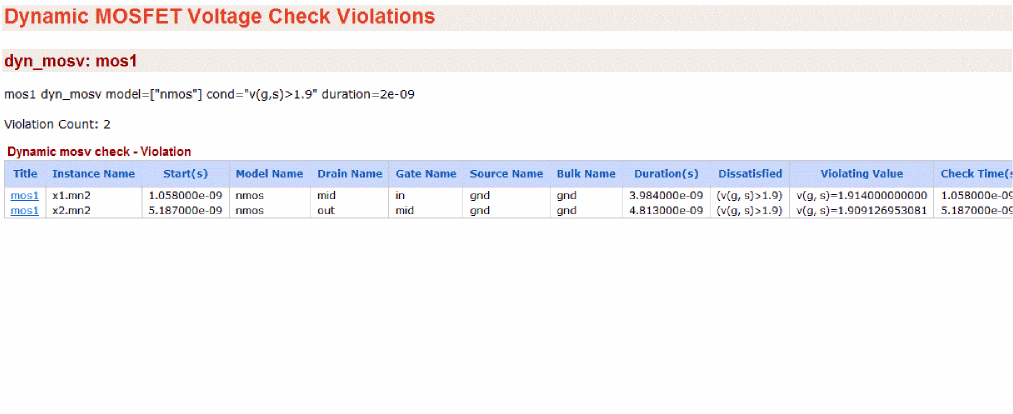 Dynamic MOSFET Voltage Check Violations
dyn_mosv: mos1
mos1 dyn_mosv model=["nmos"] cond="v(g,s)>1.9" duration=2e-09
Violation Count: 2
Dynamic mosv check - Violation
Title Instance Name Start(s) Model Name Drain Name Gate Name Source Name Bulk Name Duration(s) Dissatisfied Violating Value Check Time(s
mos1 x1.mn2 1.058000e-09 nmos mid in gnd gnd 3.984000e-09 (v(g, s)>1.9) v(g, s)=1.914000000000 1.058000e-09
mos1 x2.mn2 5.187000e-09 nmos out mid gnd gnd 4.813000e-09 (v(g, s)>1.9) v(g, s)=1.909126953081 5.187000e-09